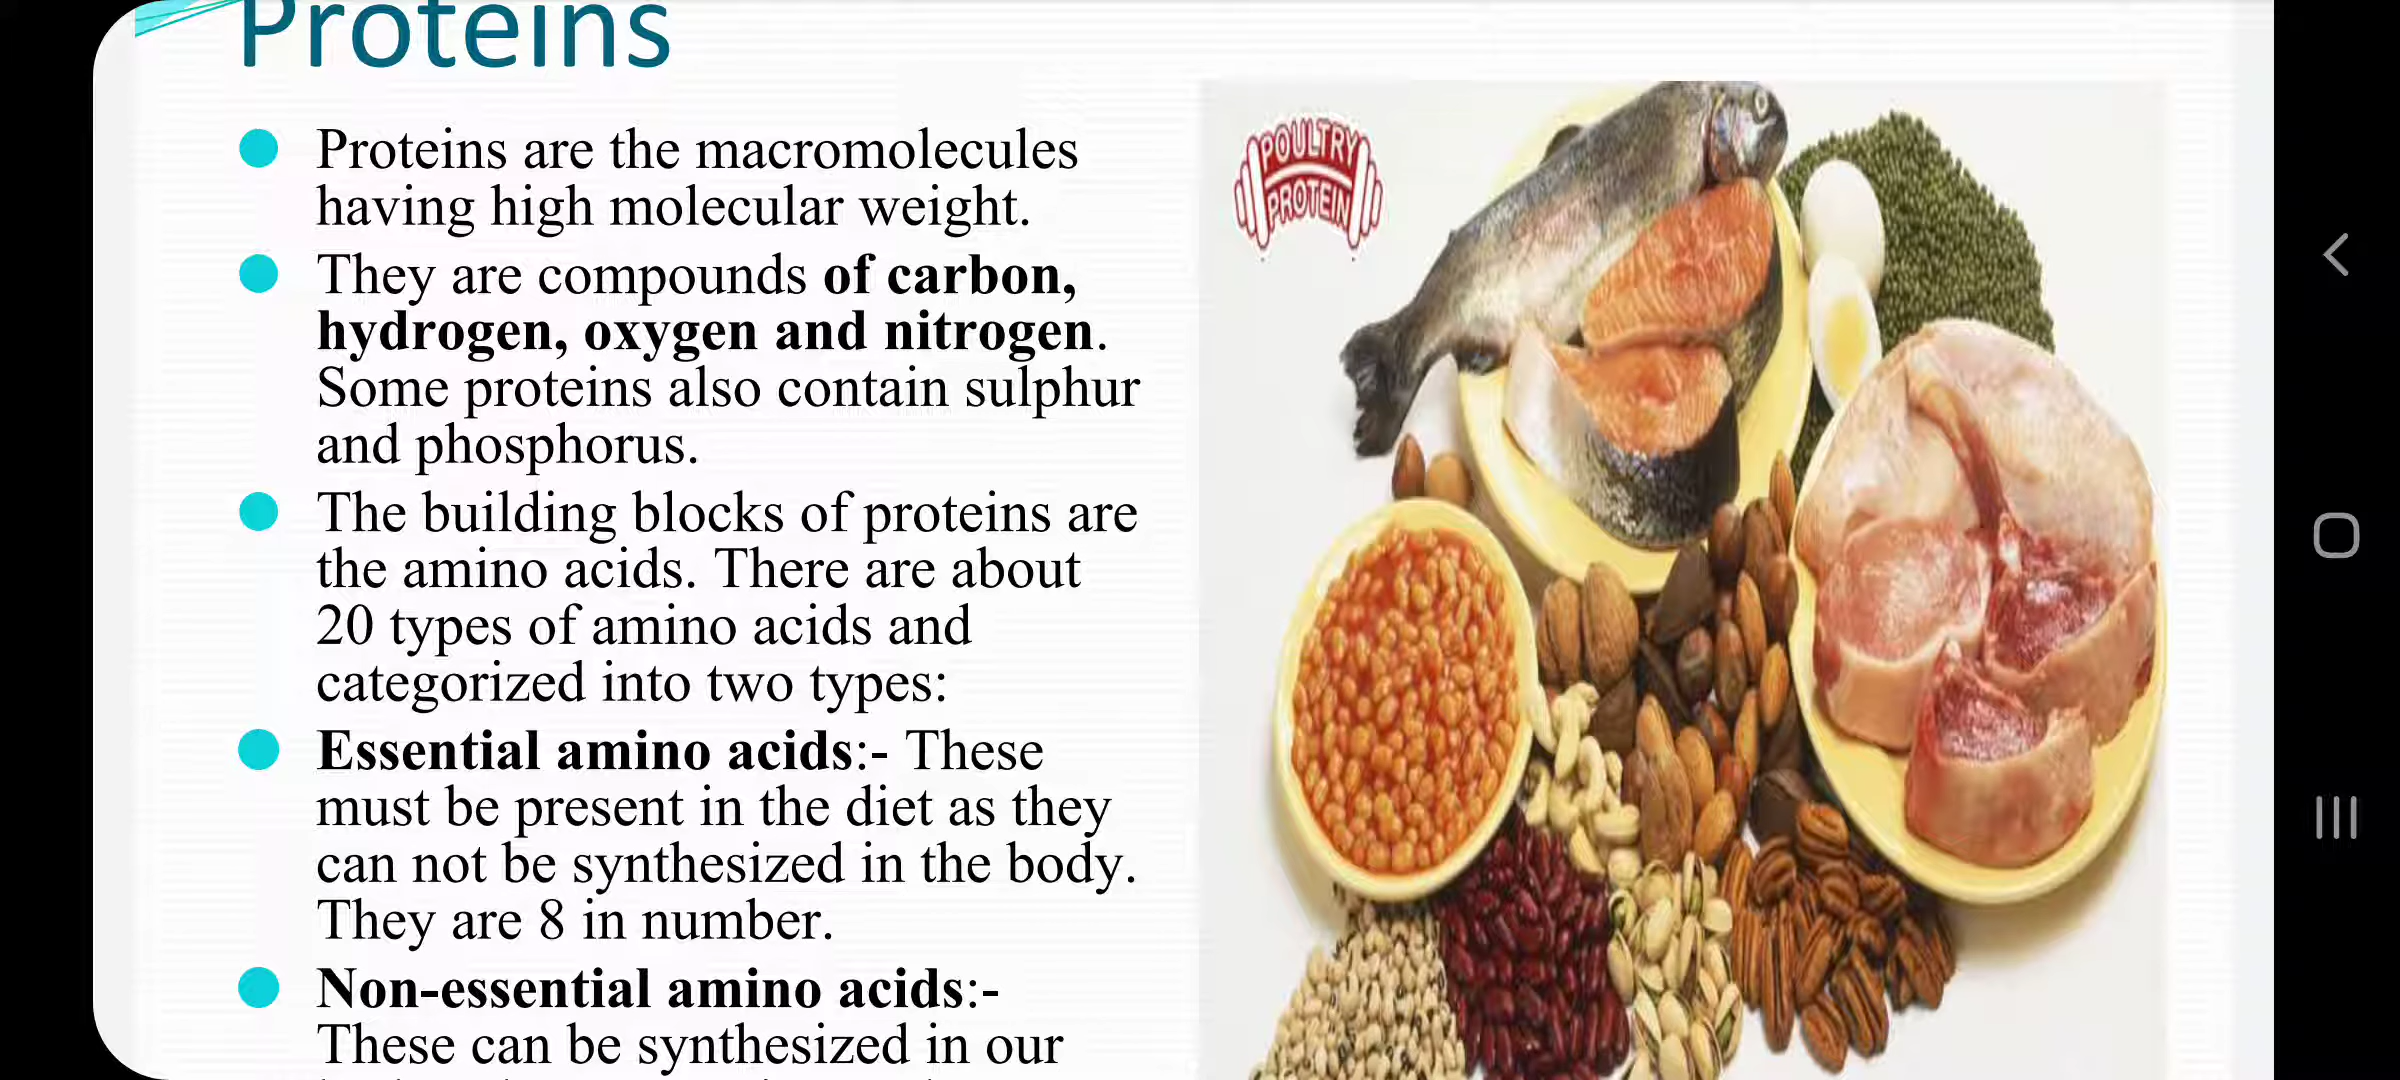 Proteins
Proteins are the macromolecules
having high molecular weight.
They are compounds of carbon,
hydrogen, oxygen and nitrogen.
Some proteins also contain sulphur
and phosphorus.
The building blocks of proteins are
the amino acids. There are about
20 types of amino acids and
categorized into two types:
Essential amino acids:- These
must be present in the diet as they
can not be synthesized in the body.
They are 8 in number.
Non-essential amino acids:-
These can be synthesized in our
POULTRY
PROTEIN